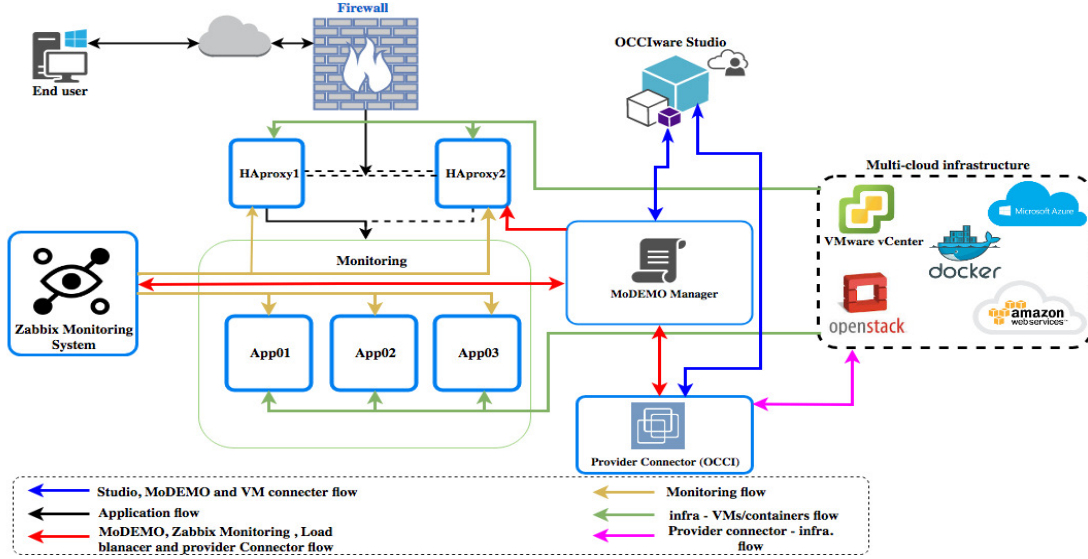 Firewall
End user
OCCIware Studio
HAproxy1
HAproxy2
Multi-cloud infrastructure
Microsoft Azure
VMware vCenter
docker
Monitoring
MoDEMO Manager
openstack
amazon
webservices™
Zabbix Monitoring
System
App01
App02
App03
Provider Connector (OCCI)
Studio, MoDEMO and VM connecter flow
Application flow
MoDEMO, Zabbix Monitoring , Load
blanacer and provider Connector flow
Monitoring flow
infra - VMs/containers flow
Provider connector - infra.
flow